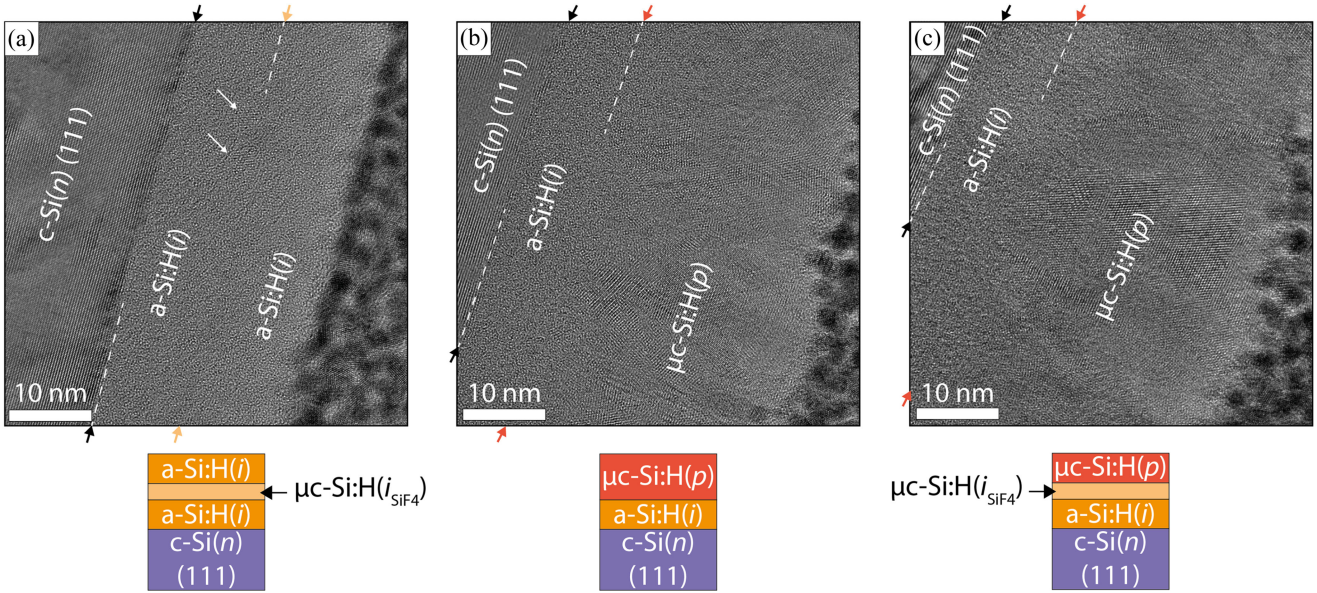 (a)
c-Si(n) (111)
a-Si:H(i)
a-Si:H(i)
10 nm
(b)
c-Si(n) (111)
a-Si:H(i)
μc-Si:H(p)
10 nm
(c)
c-Si(n) (111)
a-Si:H(i)
μc-Si:H(p)
10 nm
a-Si:H(i)
μc-Si:H(iSiF4)
a-Si:H(i)
c-Si(n)
(111)
μc-Si:H(p)
a-Si:H(i)
c-Si(n)
(111)
μc-Si:H(p)
μc-Si:H(iSiF4)
a-Si:H(i)
c-Si(n)
(111)